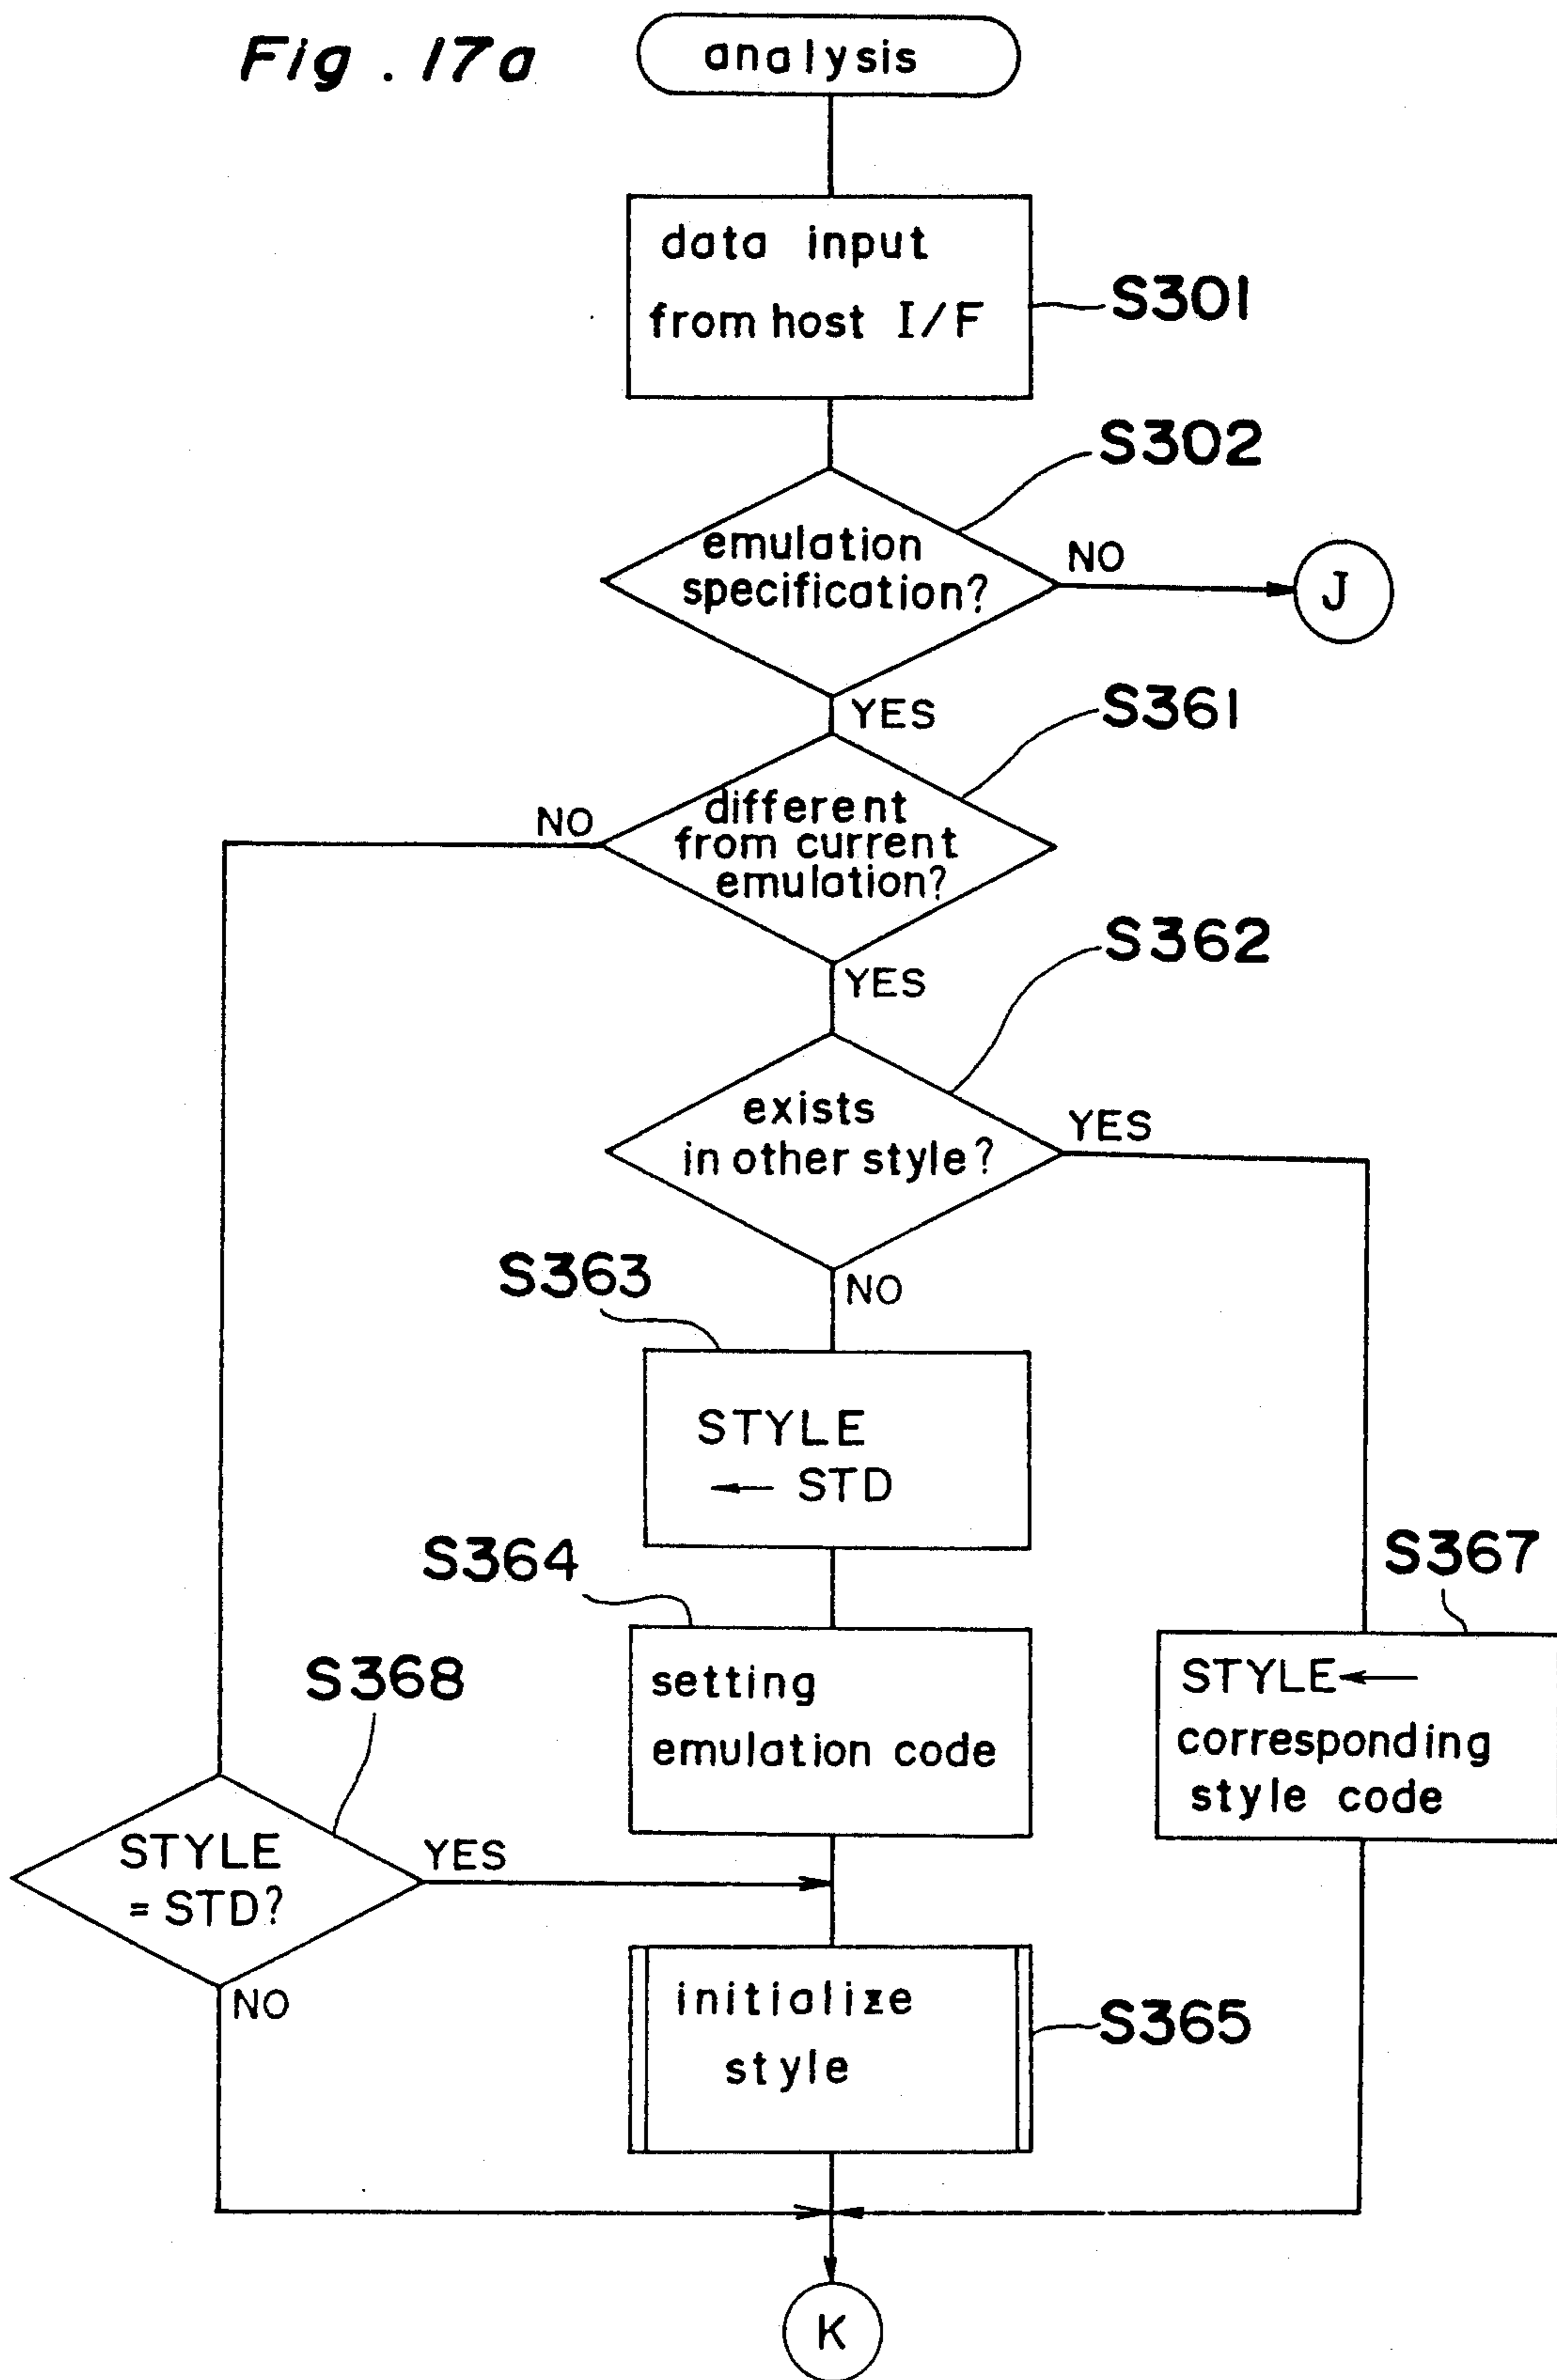 Fig. 17a
analysis
data input
from host I/F
S301
S302
emulation
specification?
NO
J
YES
S361
different
from current
emulation?
NO
YES
S362
exists
in other style?
YES
NO
S363
STYLE
← STD
S364
setting
emulation code
S367
STYLE←
corresponding
style code
S368
STYLE
= STD?
YES
NO
initialize
style
S365
K